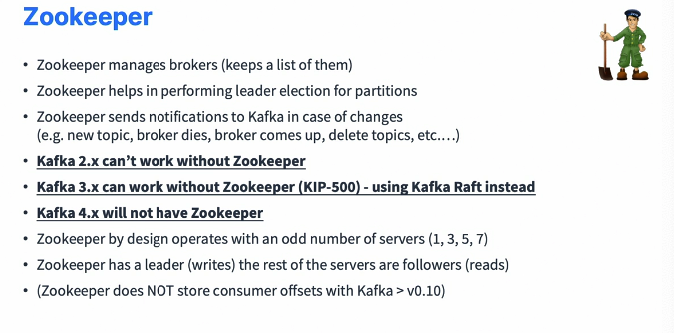 Zookeeper
• Zookeeper manages brokers (keeps a list of them)
• Zookeeper helps in performing leader election for partitions
• Zookeeper sends notifications to Kafka in case of changes
(e.g. new topic, broker dies, broker comes up, delete topics, etc....)
• Kafka 2.x can't work without Zookeeper
• Kafka 3.x can work without Zookeeper (KIP-500) - using Kafka Raft instead
• Kafka 4.x will not have Zookeeper
• Zookeeper by design operates with an odd number of servers (1, 3, 5, 7)
• Zookeeper has a leader (writes) the rest of the servers are followers (reads)
• (Zookeeper does NOT store consumer offsets with Kafka > v0.10)